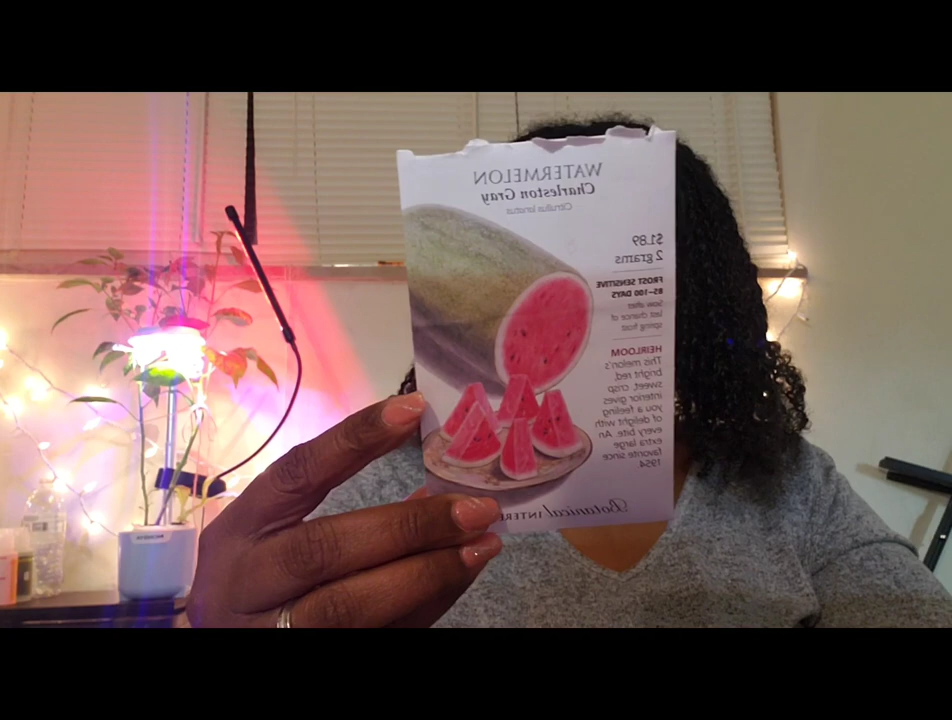 WATERMELON
Charleston Gray
Citrullus lanatus
$1.89
2 grams
FROST SENSITIVE
85–100 DAYS
Sow after
last chance of
spring frost
HEIRLOOM
This melon's
bright red,
sweet, crisp
interior gives
you a feeling
of delight with
every bite. An
extra large
favorite since
1954.
Botanical INTERE